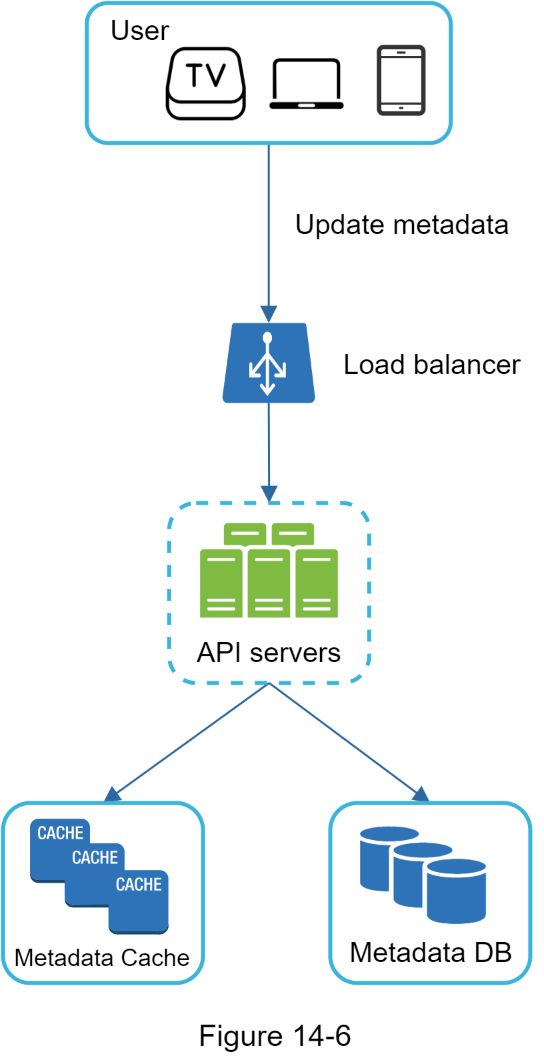 User
TV
Update metadata
Load balancer
API servers
CACHE
CACHE
CACHE
Metadata Cache
Metadata DB
Figure 14-6